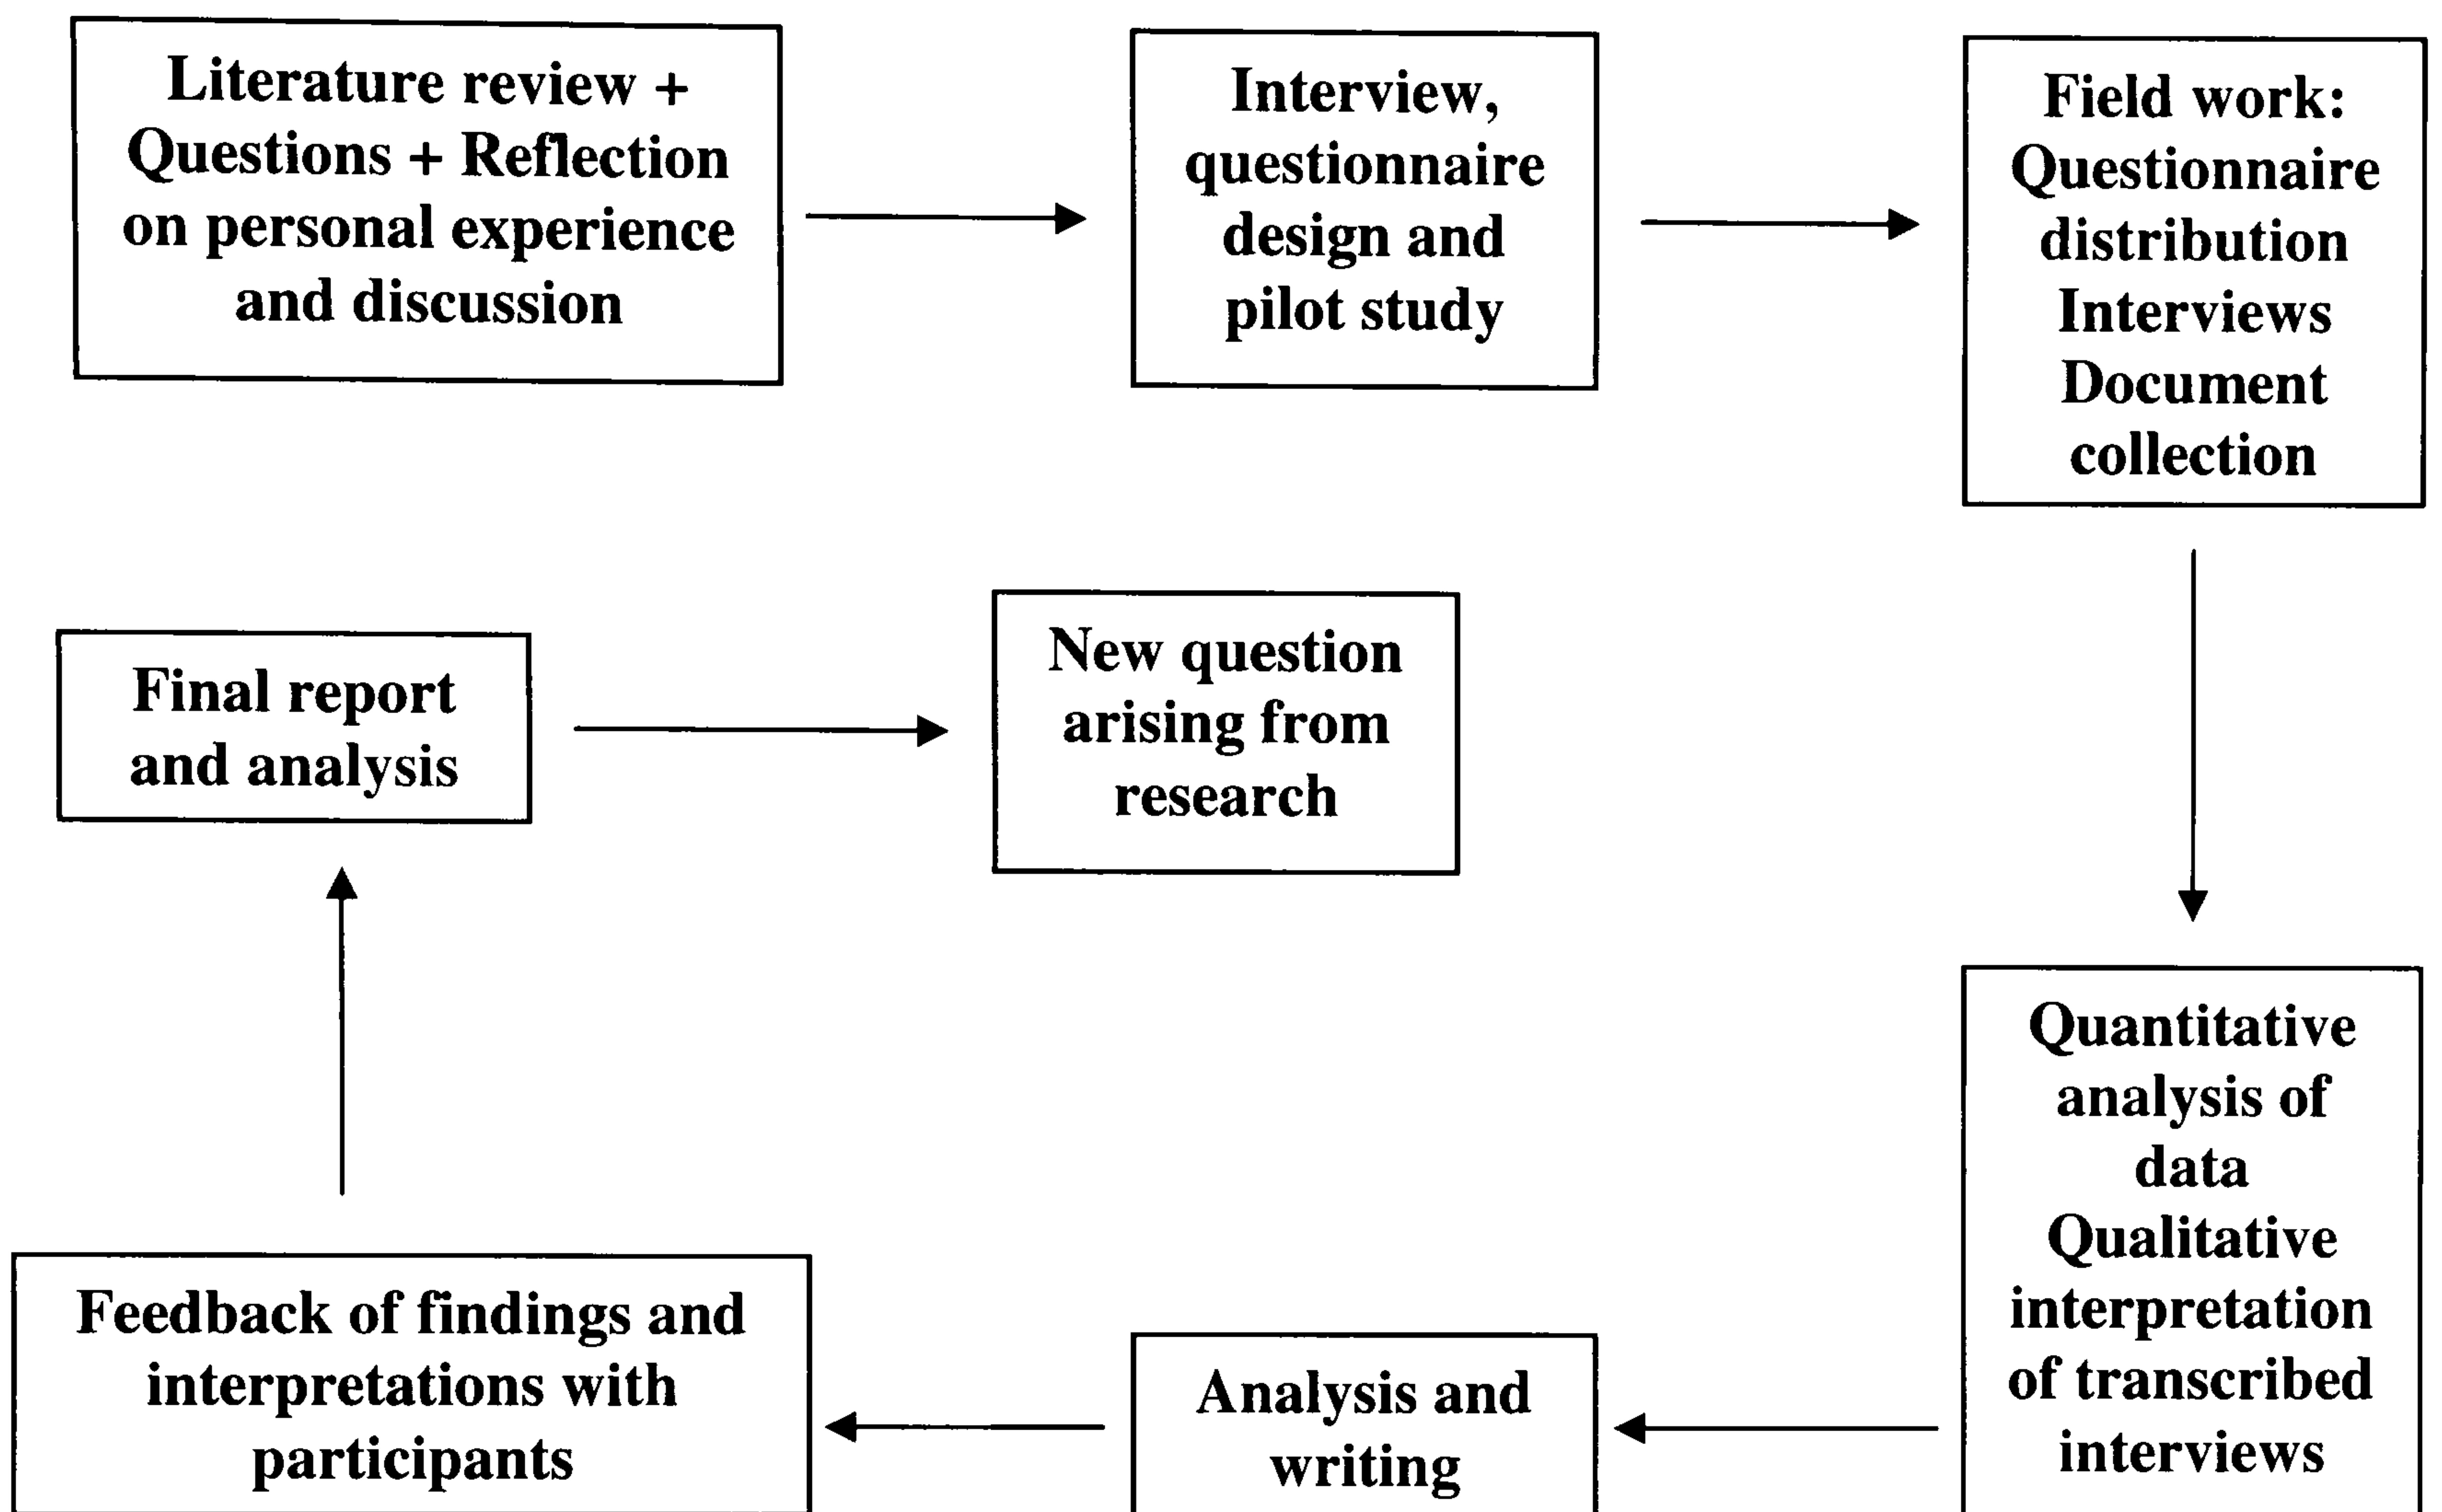 Literature review +
Questions + Reflection
on personal experience
and discussion
Interview,
questionnaire
design and
pilot study
Field work:
Questionnaire
distribution
Interviews
Document
collection
Final report
and analysis
New question
arising from
research
Quantitative
analysis of
data
Qualitative
interpretation
of transcribed
interviews
Feedback of findings and
interpretations with
participants
Analysis and
writing